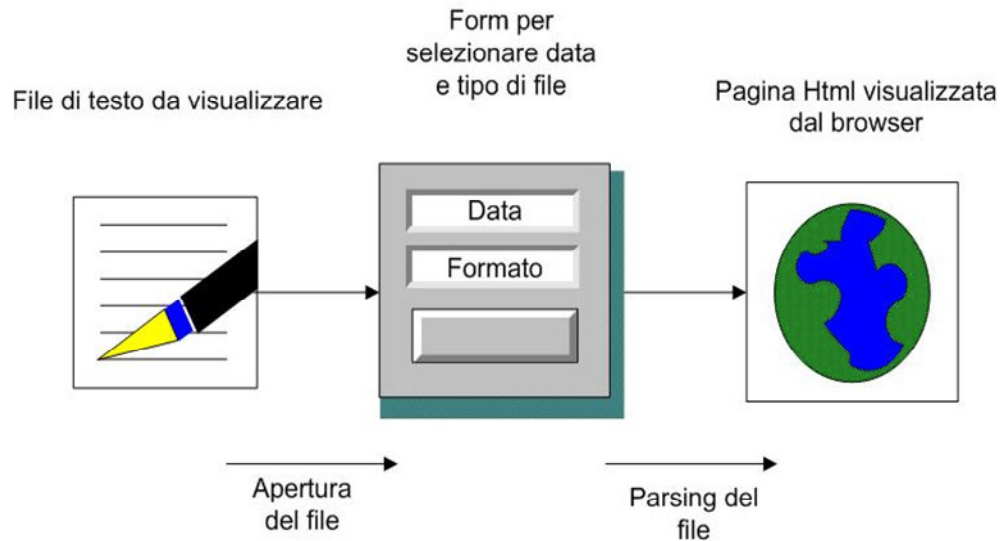 File di testo da visualizzare
Form per
selezionare data
e tipo di file
Pagina Html visualizzata
dal browser
Data
Formato
Apertura
del file
Parsing del
file